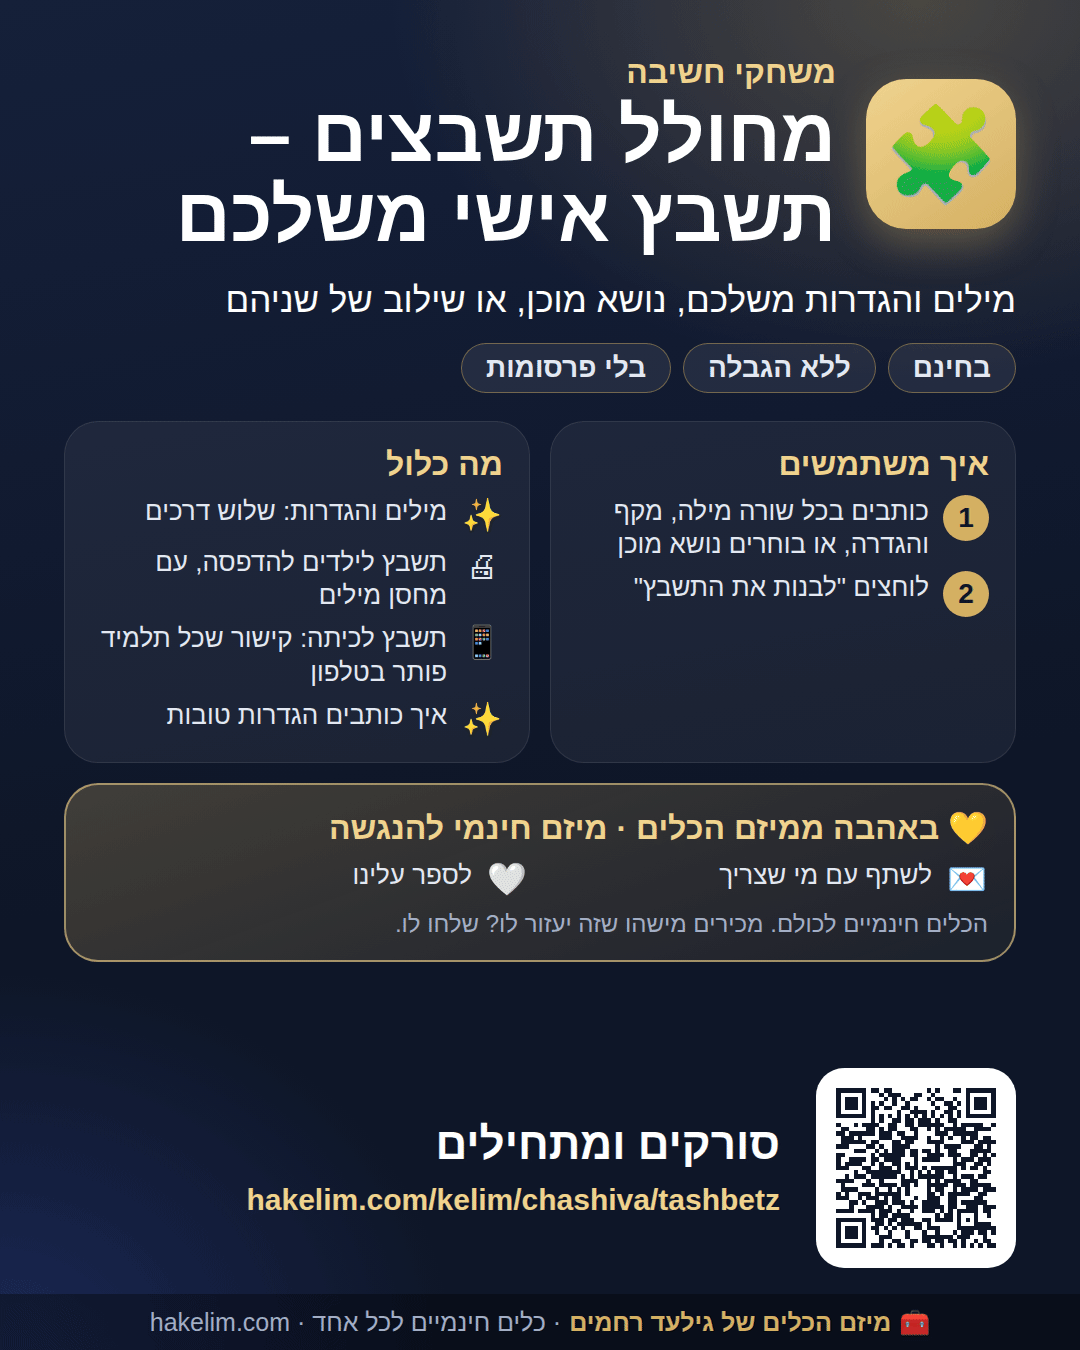 משחקי חשיבה
מחולל תשבצים –
תשבץ אישי משלכם
מילים והגדרות משלכם, נושא מוכן, או שילוב של שניהם
בחינם
ללא הגבלה
בלי פרסומות
איך משתמשים
1 כותבים בכל שורה מילה, מקף
והגדרה, או בוחרים נושא מוכן
2 לוחצים "לבנות את התשבץ"
מה כלול
מילים והגדרות: שלוש דרכים
תשבץ לילדים להדפסה, עם
מחסן מילים
תשבץ לכיתה: קישור שכל תלמיד
פותר בטלפון
איך כותבים הגדרות טובות
באהבה ממיזם הכלים · מיזם חינמי להנגשה
לשתף עם מי שצריך
לספר עלינו
הכלים חינמיים לכולם. מכירים מישהו שזה יעזור לו? שלחו לו.
סורקים ומתחילים
hakelim.com/kelim/chashiva/tashbetz
מיזם הכלים של גילעד רחמים · כלים חינמיים לכל אחד · hakelim.com